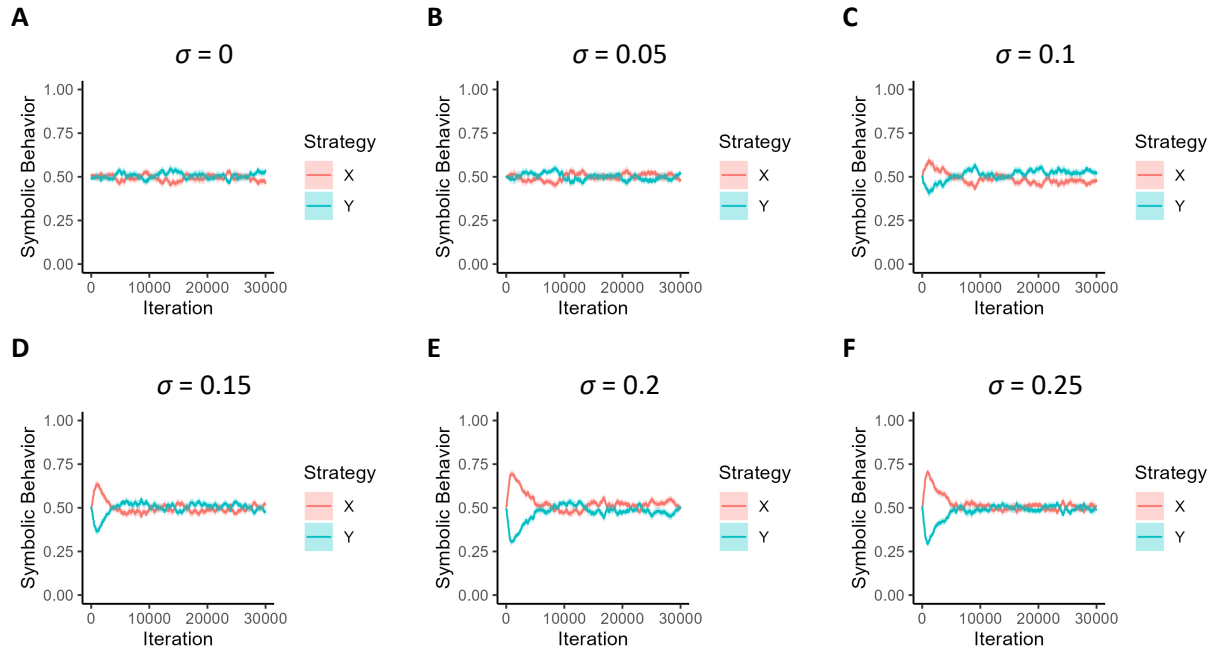 A
σ = 0
1.00
0.75
0.50
0.25
0.00
Symbolic Behavior
0 10000 20000 30000
Iteration
Strategy
X
Y
B
σ = 0.05
1.00
0.75
0.50
0.25
0.00
Symbolic Behavior
0 10000 20000 30000
Iteration
Strategy
X
Y
C
σ = 0.1
1.00
0.75
0.50
0.25
0.00
Symbolic Behavior
0 10000 20000 30000
Iteration
Strategy
X
Y
D
σ = 0.15
1.00
0.75
0.50
0.25
0.00
Symbolic Behavior
0 10000 20000 30000
Iteration
Strategy
X
Y
E
σ = 0.2
1.00
0.75
0.50
0.25
0.00
Symbolic Behavior
0 10000 20000 30000
Iteration
Strategy
X
Y
F
σ = 0.25
1.00
0.75
0.50
0.25
0.00
Symbolic Behavior
0 10000 20000 30000
Iteration
Strategy
X
Y